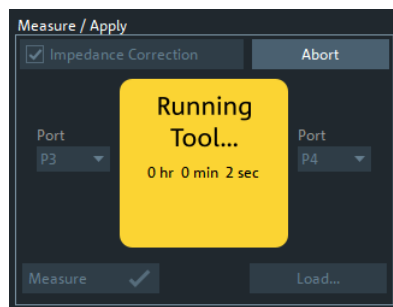 Measure / Apply
Impedance Correction
Abort
Running
Tool...
0 hr 0 min 2 sec
Port
P3
Port
P4
Measure
Load...